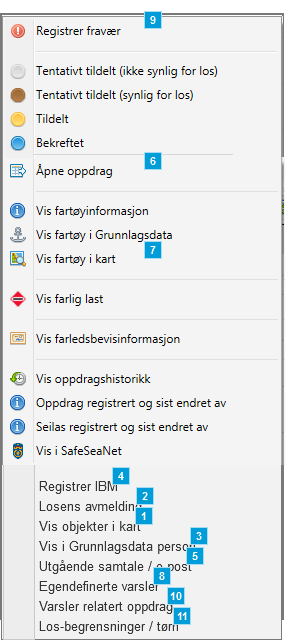 9
Registrer fravær
Tentativt tildelt (ikke synlig for los)
Tentativt tildelt (synlig for los)
Tildelt
Bekreftet
6
Åpne oppdrag
Vis fartøyinformasjon
Vis fartøy i Grunnlagsdata
7
Vis fartøy i kart
Vis farlig last
Vis farledsbevisinformasjon
Vis oppdragshistorikk
Oppdrag registrert og sist endret av
Seilas registrert og sist endret av
Vis i SafeSeaNet
4
Registrer IBM
2
Losens avmelding
1
Vis objekter i kart
3
Vis i Grunnlagsdata person
5
Utgående samtale / e-post
8
Egendefinerte varsler
10
Varsler relatert oppdrag
11
Los-begrensninger / tørn